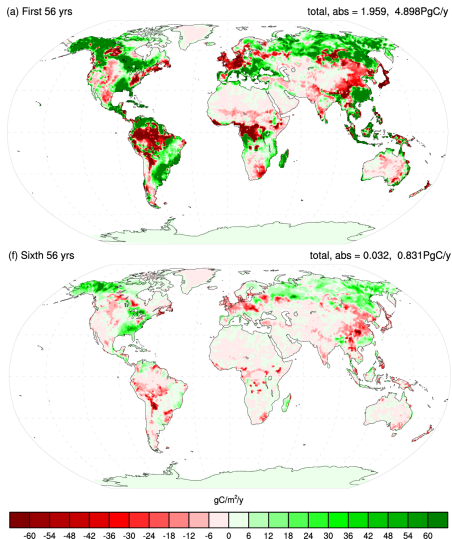 (a) First 56 yrs total, abs = 1.959, 4.898PgC/y
(f) Sixth 56 yrs total, abs = 0.032, 0.831PgC/y
gC/m²/y
-60 -54 -48 -42 -36 -30 -24 -18 -12 -6 0 6 12 18 24 30 36 42 48 54 60